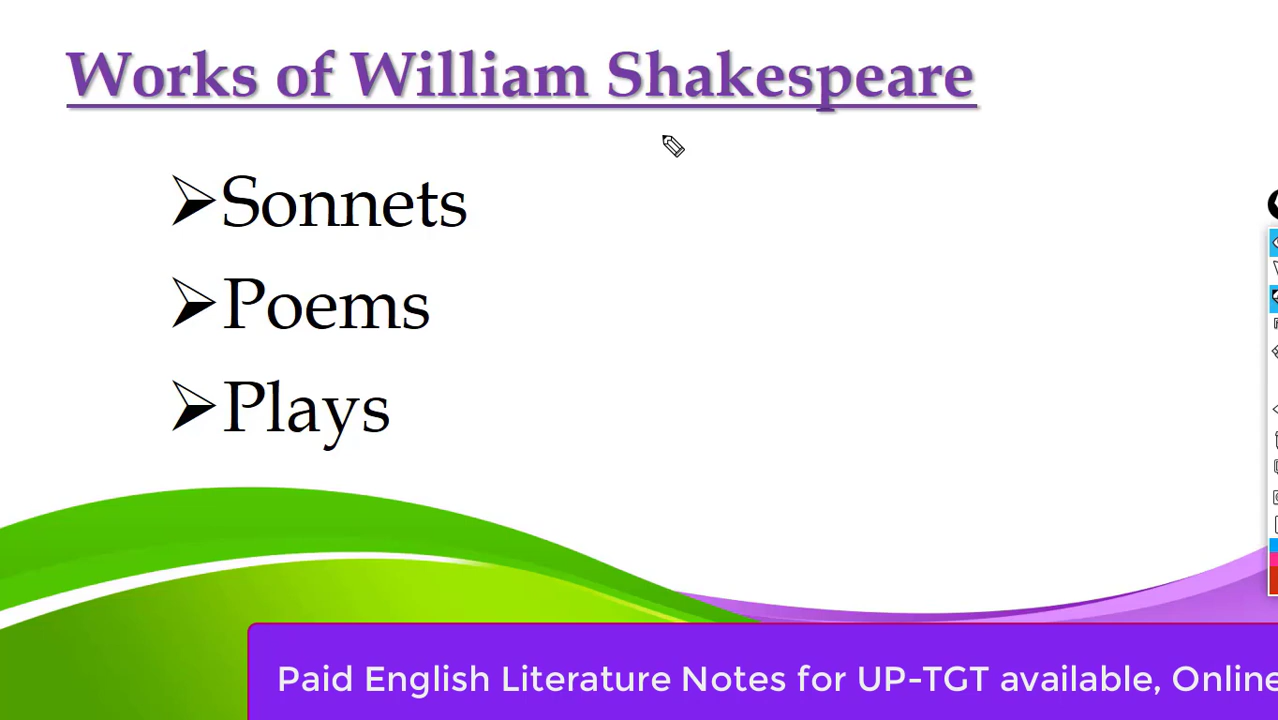 Works of William Shakespeare
➢Sonnets
➢Poems
➢Plays
Paid English Literature Notes for UP-TGT available, Online